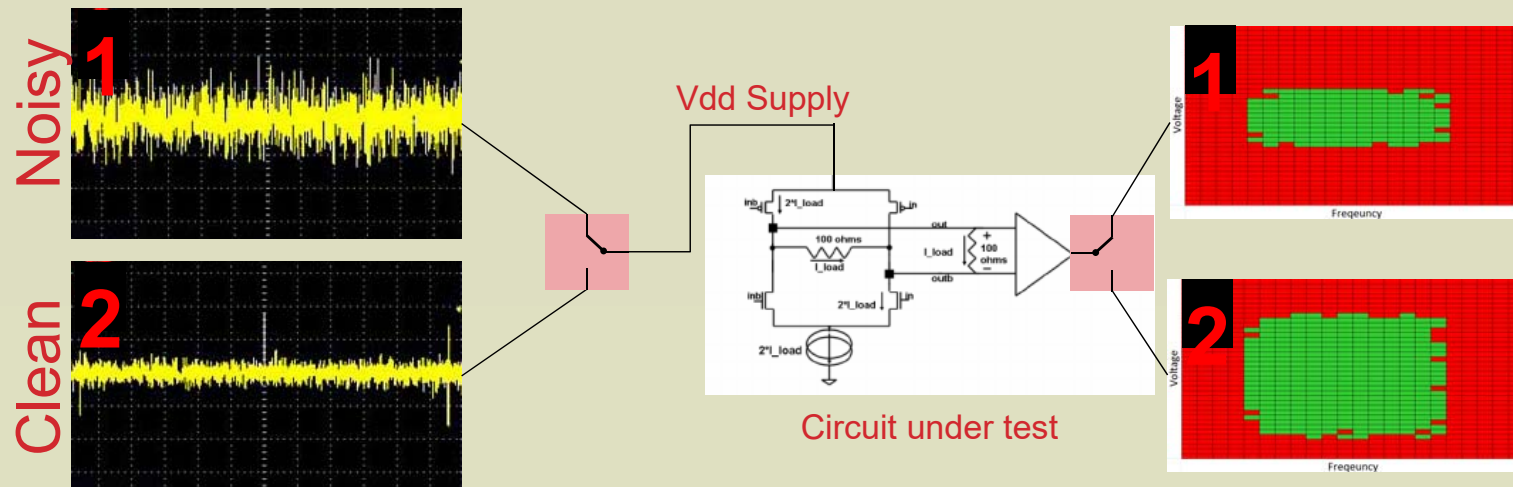 Noisy
1
Clean
2
Vdd Supply
inb
2*I_load
in
100 ohms
I_load
out
I_load
+
100
ohms
–
outb
inb
2*I_load
in
2*I_load
Circuit under test
1
Voltage
Freqeuncy
2
Voltage
Freqeuncy